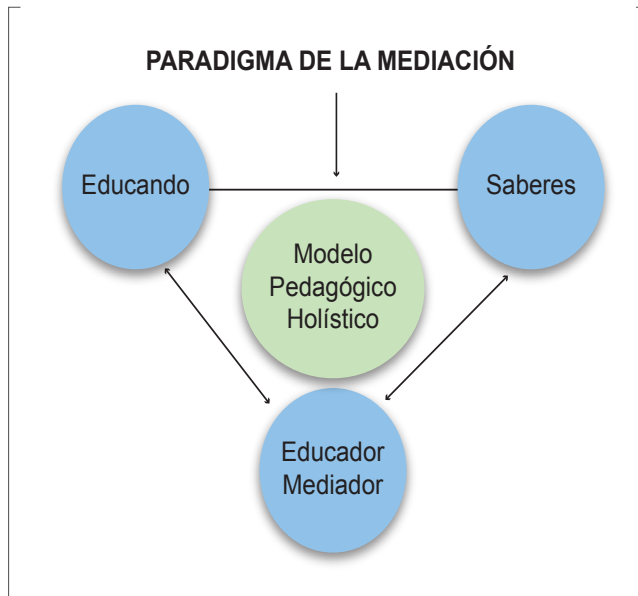 PARADIGMA DE LA MEDIACIÓN
Educando
Saberes
Modelo
Pedagógico
Holístico
Educador
Mediador